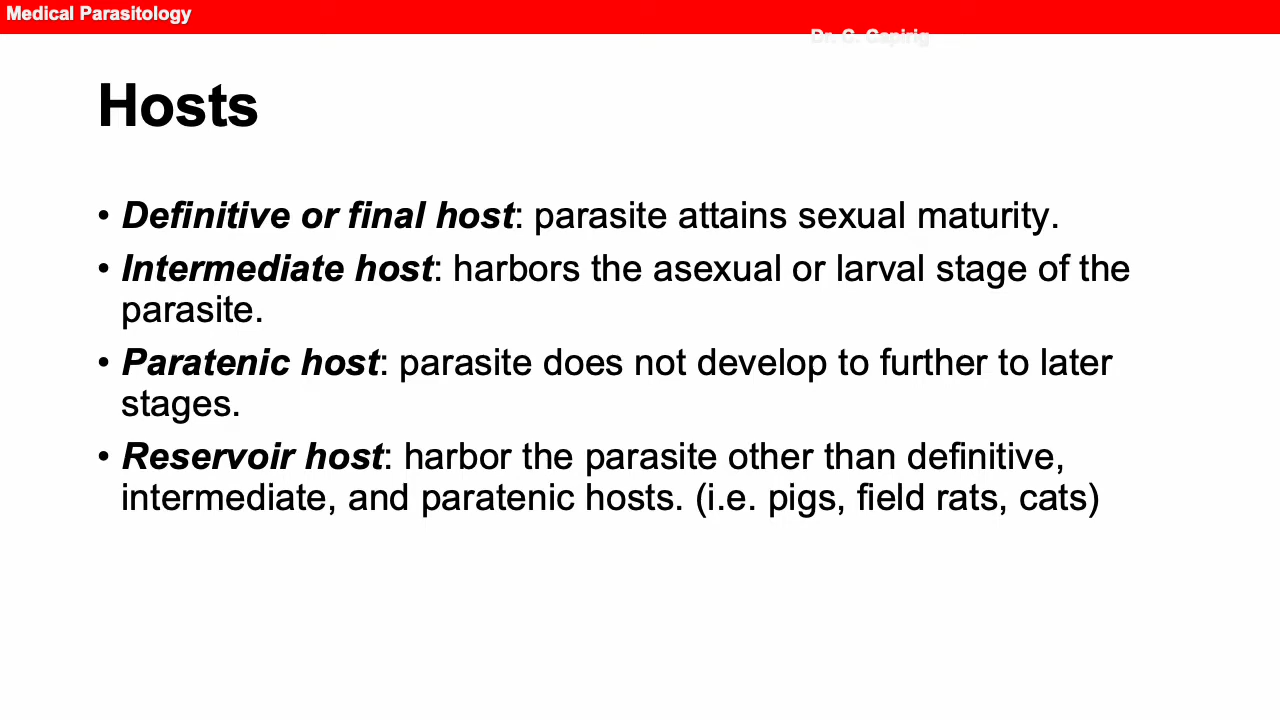 Medical Parasitology
Dr. C. Capirig
Hosts
• Definitive or final host: parasite attains sexual maturity.
• Intermediate host: harbors the asexual or larval stage of the
parasite.
• Paratenic host: parasite does not develop to further to later
stages.
• Reservoir host: harbor the parasite other than definitive,
intermediate, and paratenic hosts. (i.e. pigs, field rats, cats)